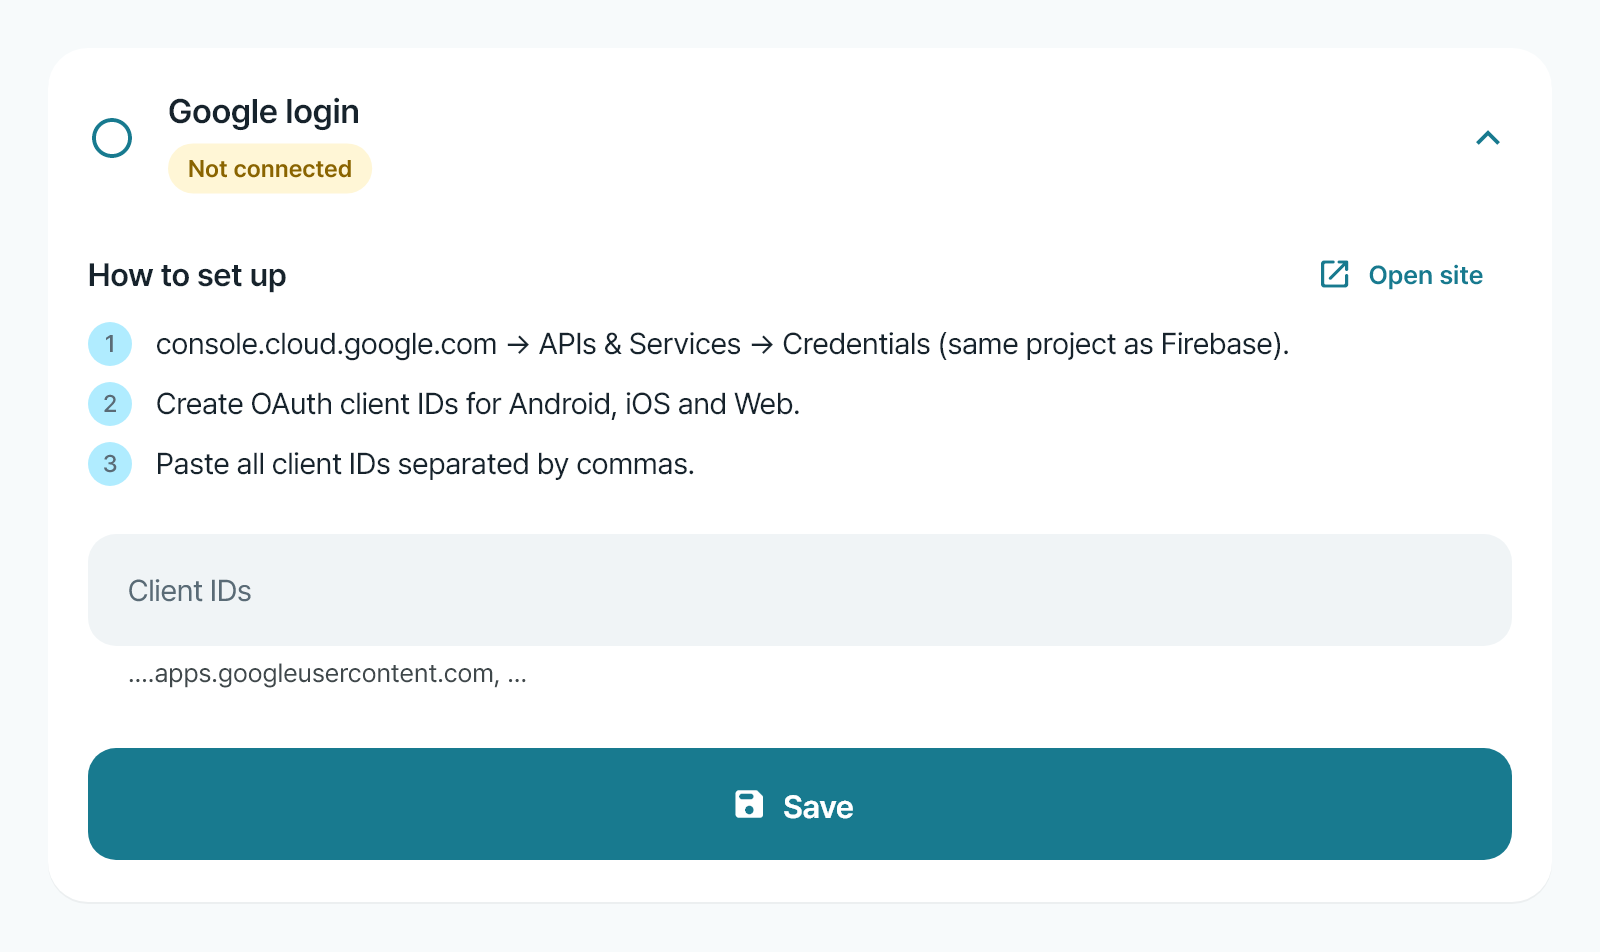 Google login
Not connected
How to set up
Open site
1 console.cloud.google.com → APIs & Services → Credentials (same project as Firebase).
2 Create OAuth client IDs for Android, iOS and Web.
3 Paste all client IDs separated by commas.
Client IDs
....apps.googleusercontent.com, ...
Save